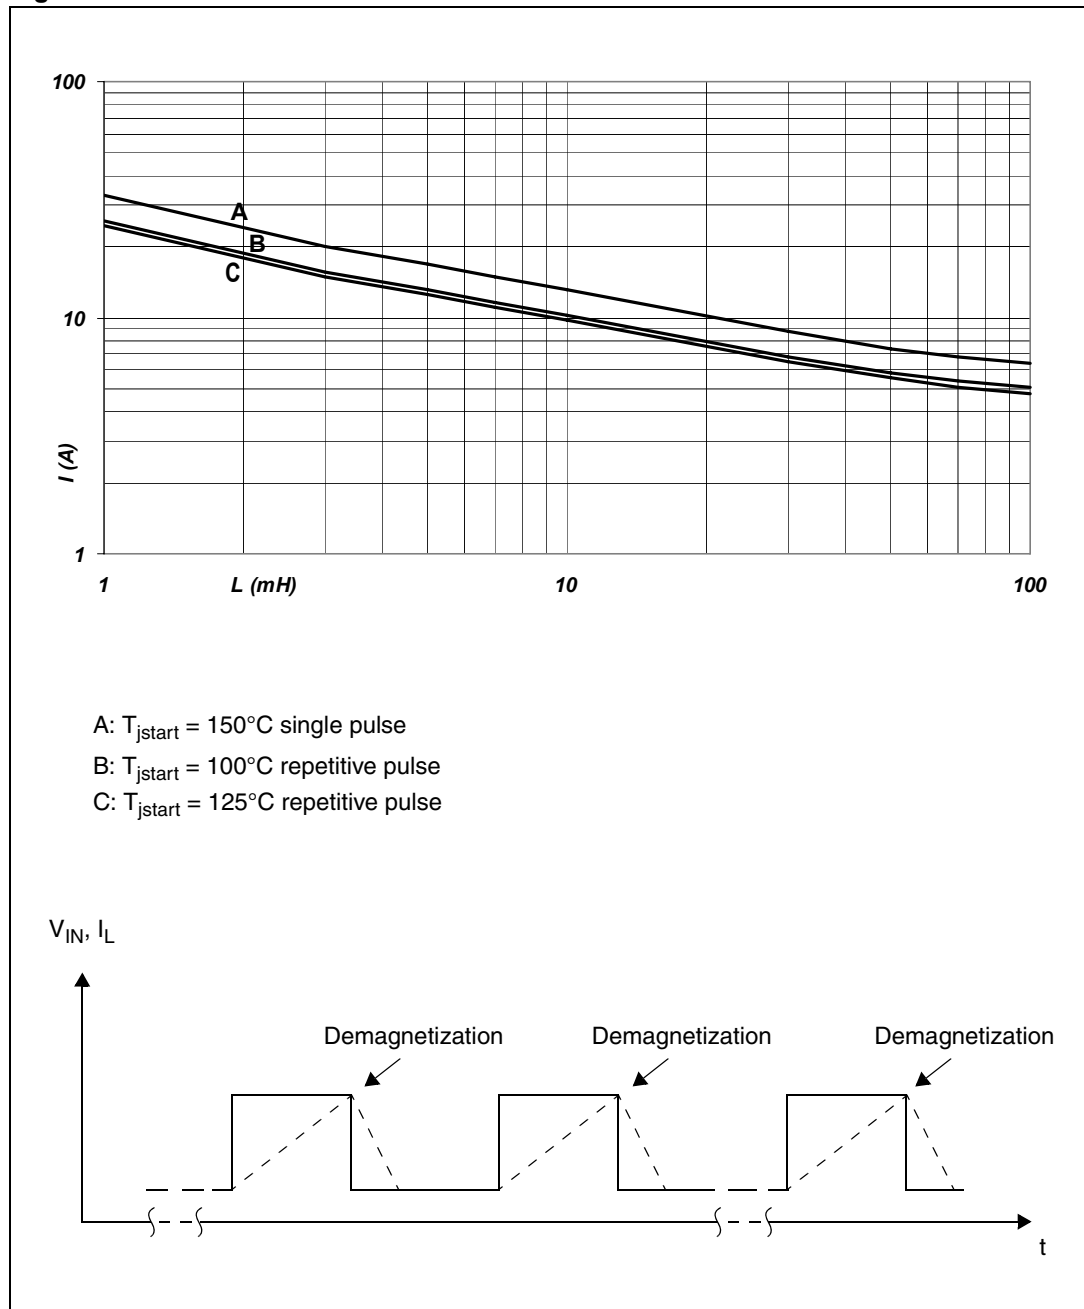 100
A
B
C
10
I (A)
1
1 L (mH) 10 100
A: Tjstart = 150°C single pulse
B: Tjstart = 100°C repetitive pulse
C: Tjstart = 125°C repetitive pulse
VIN, IL
Demagnetization Demagnetization Demagnetization
t